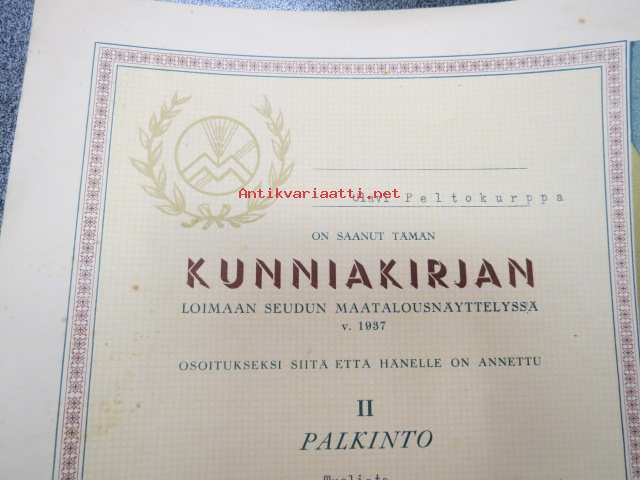 Antikvariaatti.net
Olavi Peltokurppa
ON SAANUT TÄMÄN
KUNNIAKIRJAN
LOIMAAN SEUDUN MAATALOUSNÄYTTELYSSÄ
v. 1937
OSOITUKSEKSI SIITÄ ETTÄ HÄNELLE ON ANNETTU
II
PALKINTO